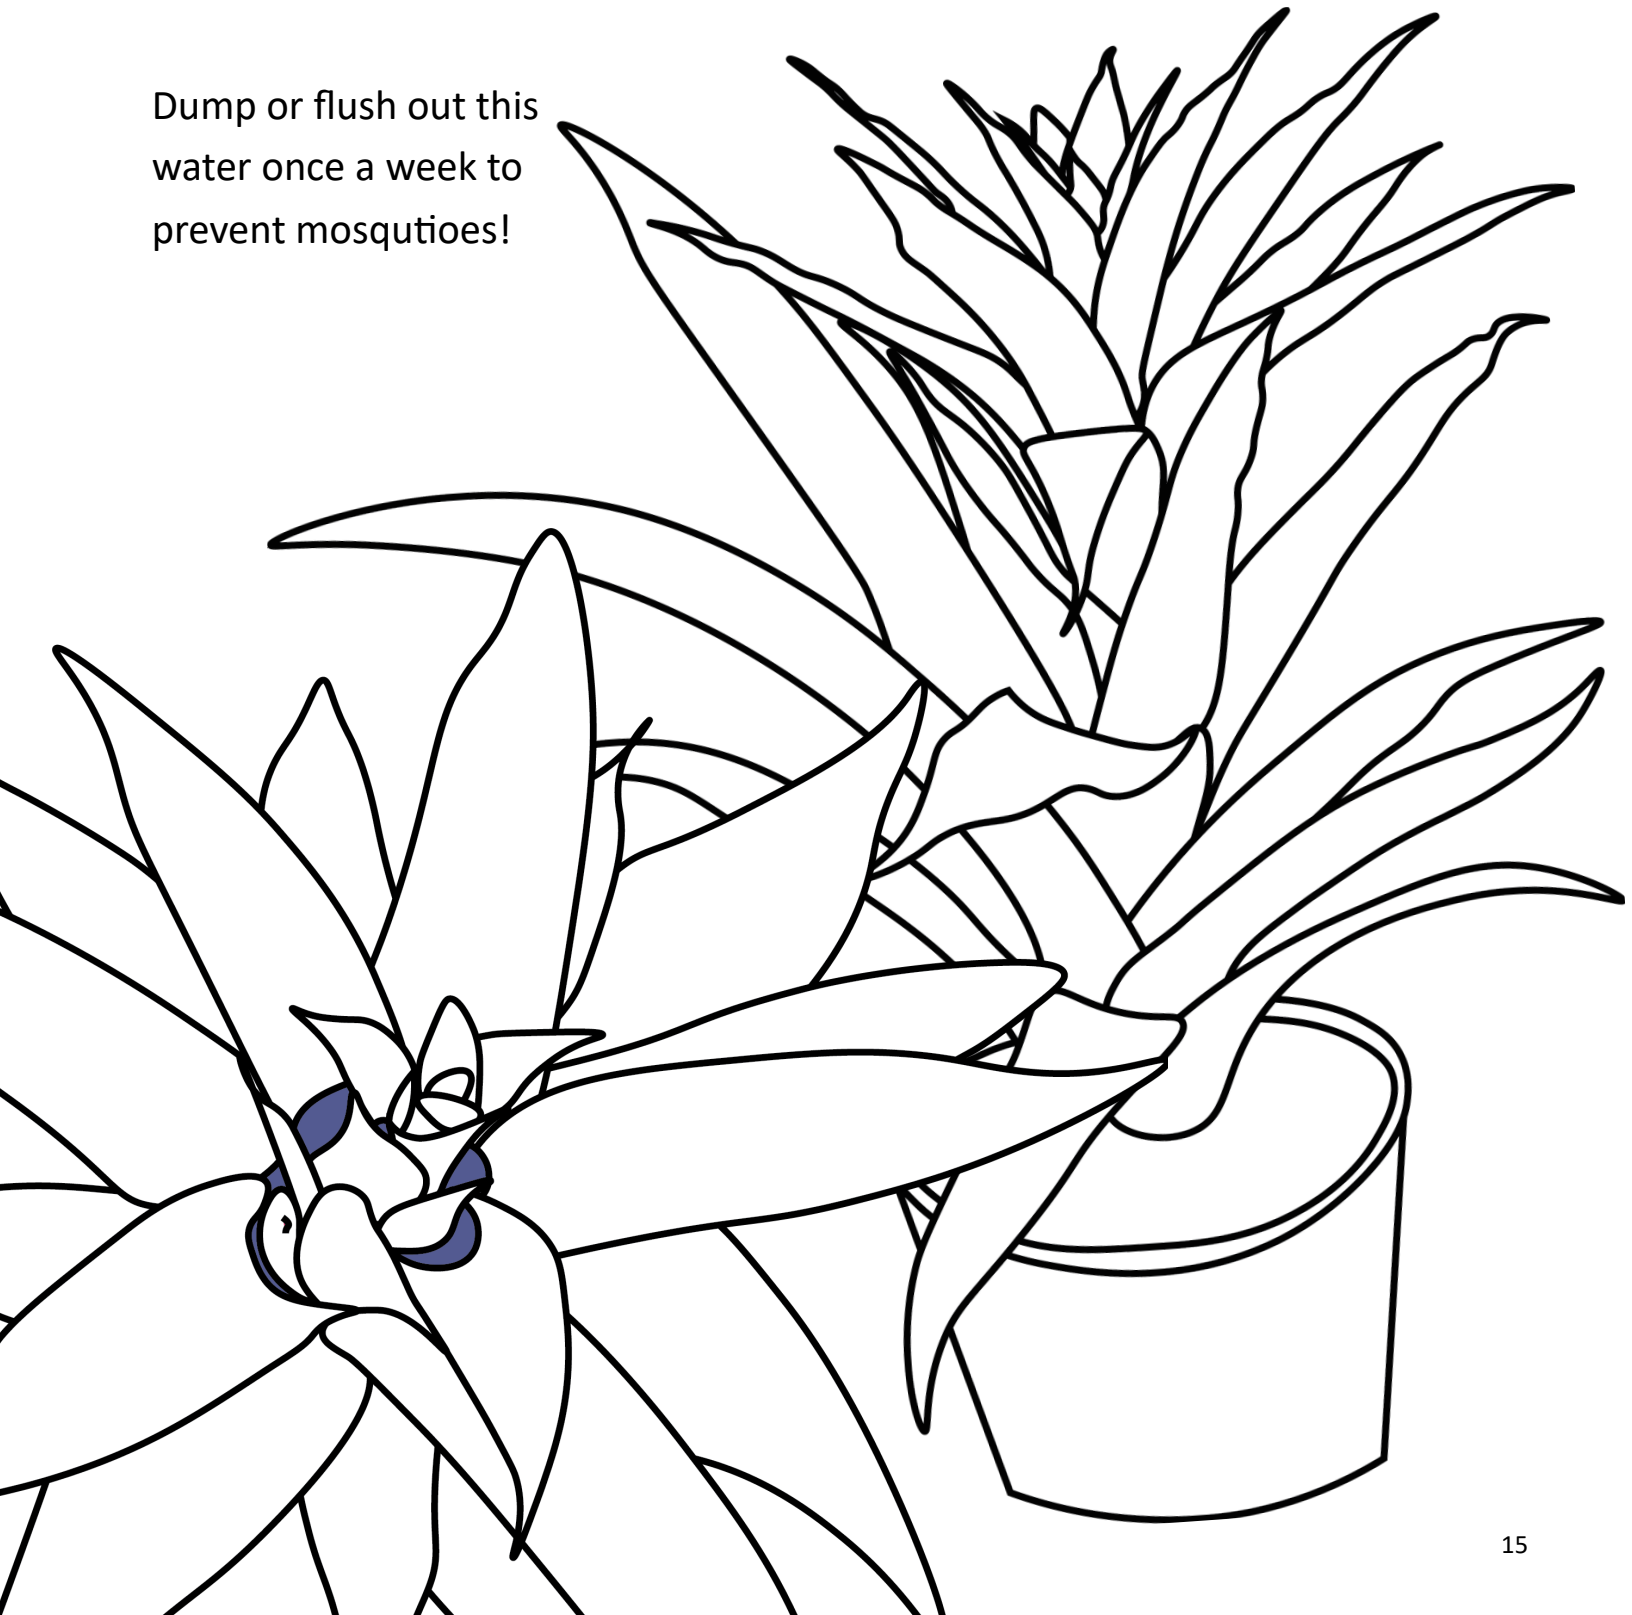 Dump or flush out this
water once a week to
prevent mosqutioes!
15